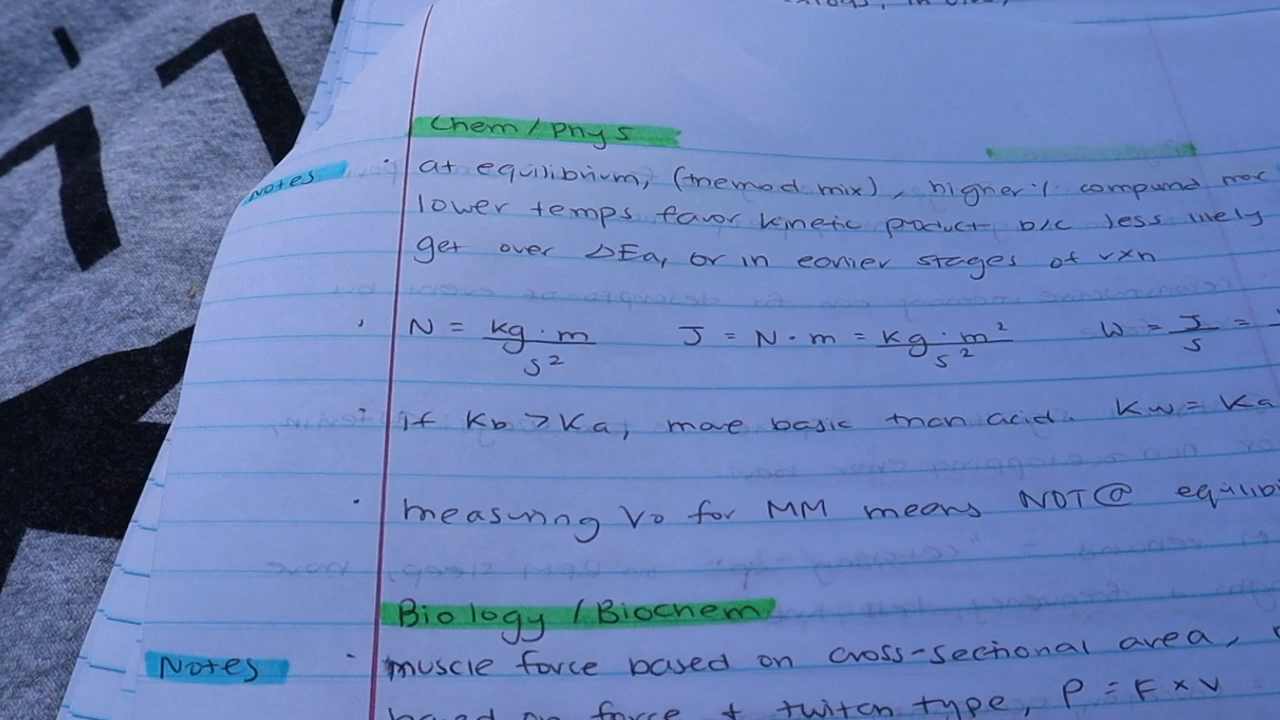 Chem/Phys
Notes
· at equilibrium, (themod mix), higher % compound
lower temps favor kinetic product b/c less likely
get over ΔEa, or in earlier stages of rxn
· N = kg·m/s² J = N·m = kg·m²/s² W = J/s =
· if Kb > Ka, more basic than acid. Kw = Ka
· measuring Vo for MM means NOT@
Biology/Biochem
Notes
· muscle force based on cross-sectional area,
based on force + twitch type, P = F x V